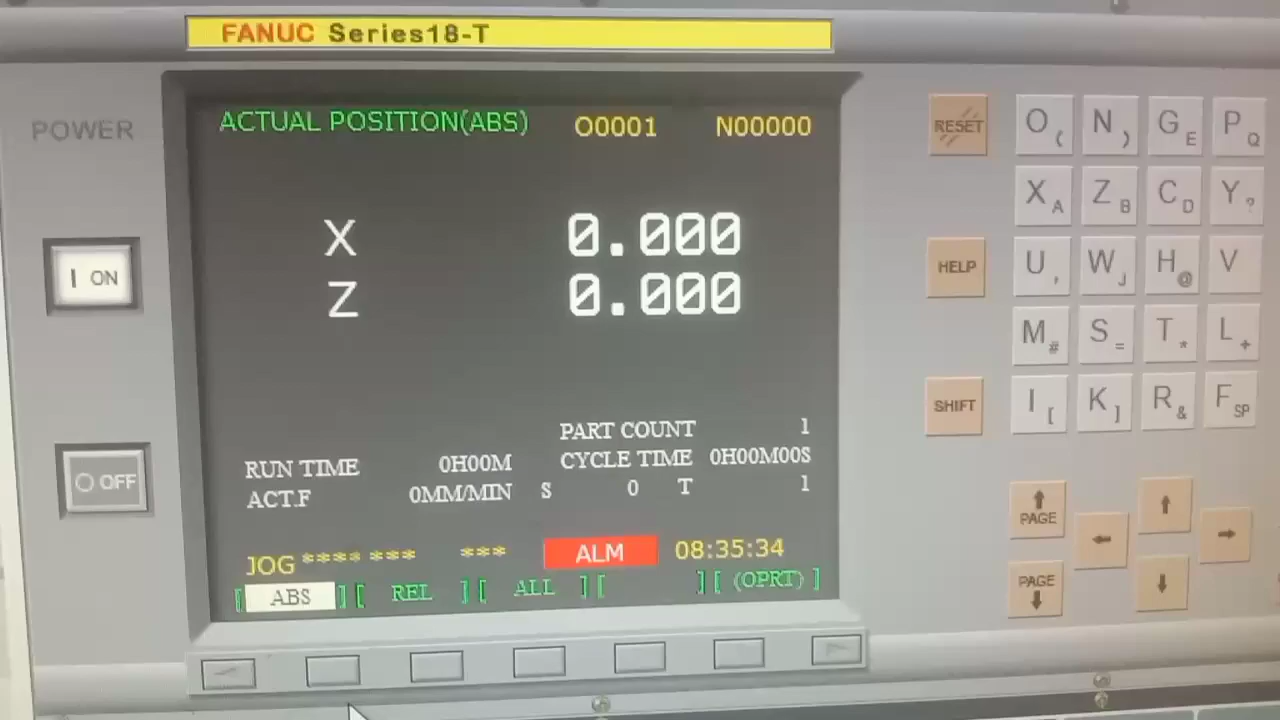 FANUC Series18-T
POWER
ACTUAL POSITION(ABS) O0001 N00000
X 0.000
Z 0.000
PART COUNT 1
RUN TIME 0H00M CYCLE TIME 0H00M00S
ACT.F 0MM/MIN S 0 T 1
JOG **** *** *** ALM 08:35:34
[ ABS ][ REL ][ ALL ][ ][ (OPRT) ]
I ON
O OFF
RESET
HELP
SHIFT
O ( N ) G E P Q
X A Z B C D Y ?
U , W J H @ V
M # S = T * L +
I [ K ] R & F SP
↑ PAGE ↑
← →
PAGE ↓ ↓